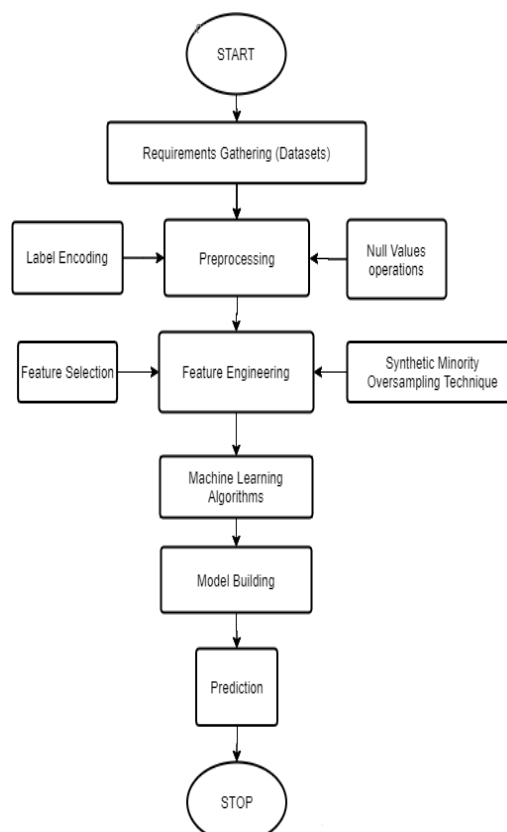 START
Requirements Gathering (Datasets)
Label Encoding
Preprocessing
Null Values
operations
Feature Selection
Feature Engineering
Synthetic Minority
Oversampling Technique
Machine Learning
Algorithms
Model Building
Prediction
STOP